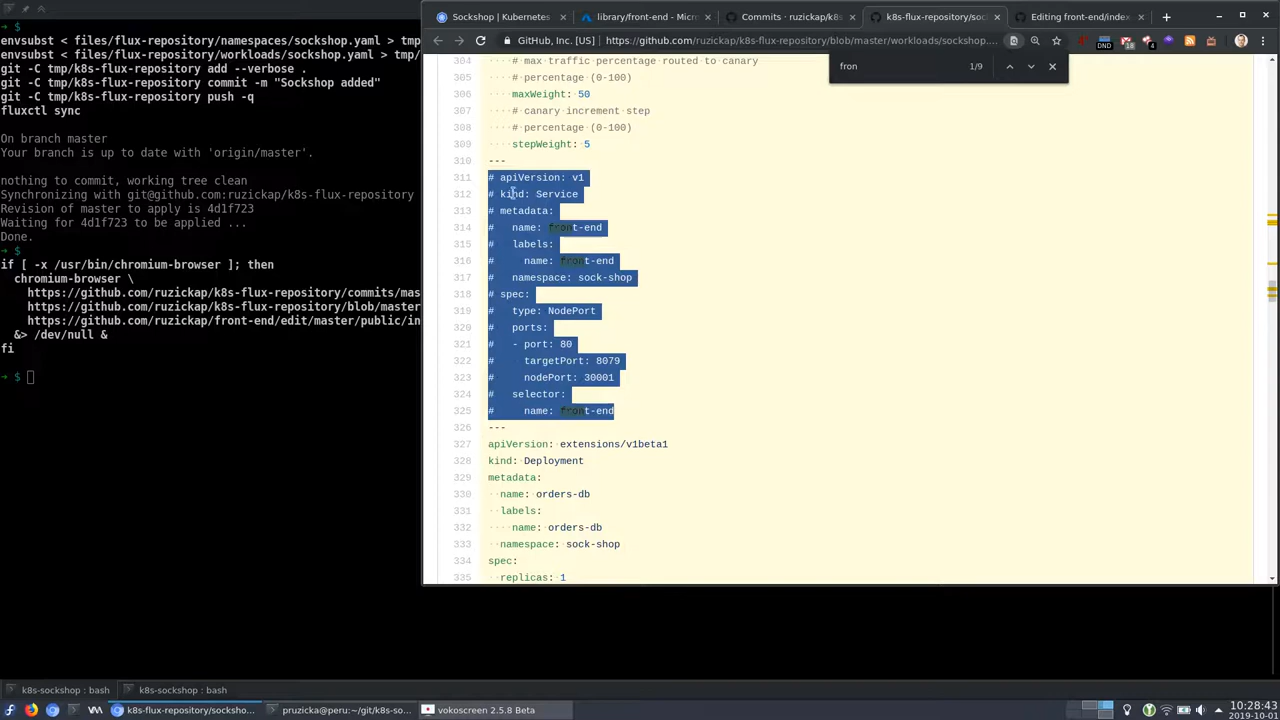 → $
envsubst < files/flux-repository/namespaces/sockshop.yaml > tmp
envsubst < files/flux-repository/workloads/sockshop.yaml > tmp/
git -C tmp/k8s-flux-repository add --verbose .
git -C tmp/k8s-flux-repository commit -m "Sockshop added"
git -C tmp/k8s-flux-repository push -q
fluxctl sync
On branch master
Your branch is up to date with 'origin/master'.
nothing to commit, working tree clean
Synchronizing with git@github.com:ruzickap/k8s-flux-repository
Revision of master to apply is 4d1f723
Waiting for 4d1f723 to be applied ...
Done.
→ $
if [ -x /usr/bin/chromium-browser ]; then
chromium-browser \
https://github.com/ruzickap/k8s-flux-repository/commits/mas
https://github.com/ruzickap/k8s-flux-repository/blob/master
https://github.com/ruzickap/front-end/edit/master/public/in
&> /dev/null &
fi
→ $
Sockshop | Kubernetes
library/front-end - Micro
Commits · ruzickap/k8s
k8s-flux-repository/soc
Editing front-end/index.
GitHub, Inc. [US] | https://github.com/ruzickap/k8s-flux-repository/blob/master/workloads/sockshop....
DND
18
4
fron 1/9
304 # max traffic percentage routed to canary
305 # percentage (0-100)
306 maxWeight: 50
307 # canary increment step
308 # percentage (0-100)
309 stepWeight: 5
310 ---
311 # apiVersion: v1
312 # kind: Service
313 # metadata:
314 # name: front-end
315 # labels:
316 # name: front-end
317 # namespace: sock-shop
318 # spec:
319 # type: NodePort
320 # ports:
321 # - port: 80
322 # targetPort: 8079
323 # nodePort: 30001
324 # selector:
325 # name: front-end
326 ---
327 apiVersion: extensions/v1beta1
328 kind: Deployment
329 metadata:
330 name: orders-db
331 labels:
332 name: orders-db
333 namespace: sock-shop
334 spec:
335 replicas: 1
k8s-sockshop : bash
k8s-sockshop : bash
k8s-flux-repository/socksho...
pruzicka@peru:~/git/k8s-so...
vokoscreen 2.5.8 Beta
10:28:43
2019-10-01